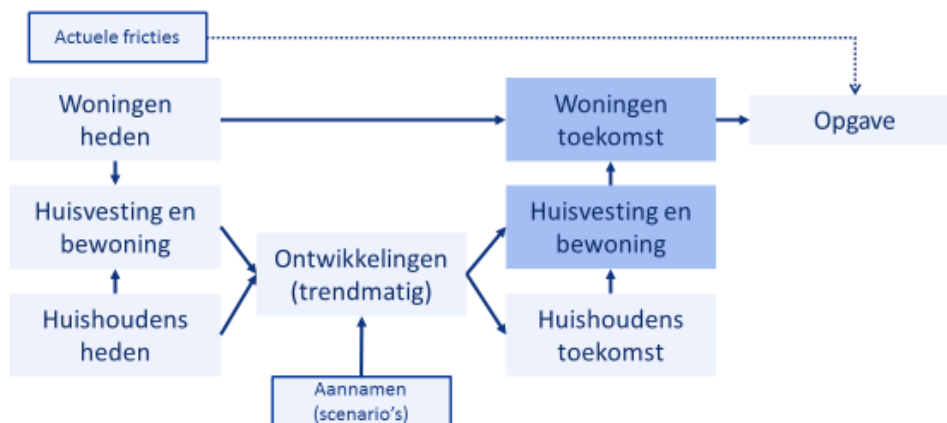 Actuele fricties
Woningen
heden
Woningen
toekomst
Opgave
Huisvesting en
bewoning
Huisvesting en
bewoning
Ontwikkelingen
(trendmatig)
Huishoudens
heden
Huishoudens
toekomst
Aannamen
(scenario's)